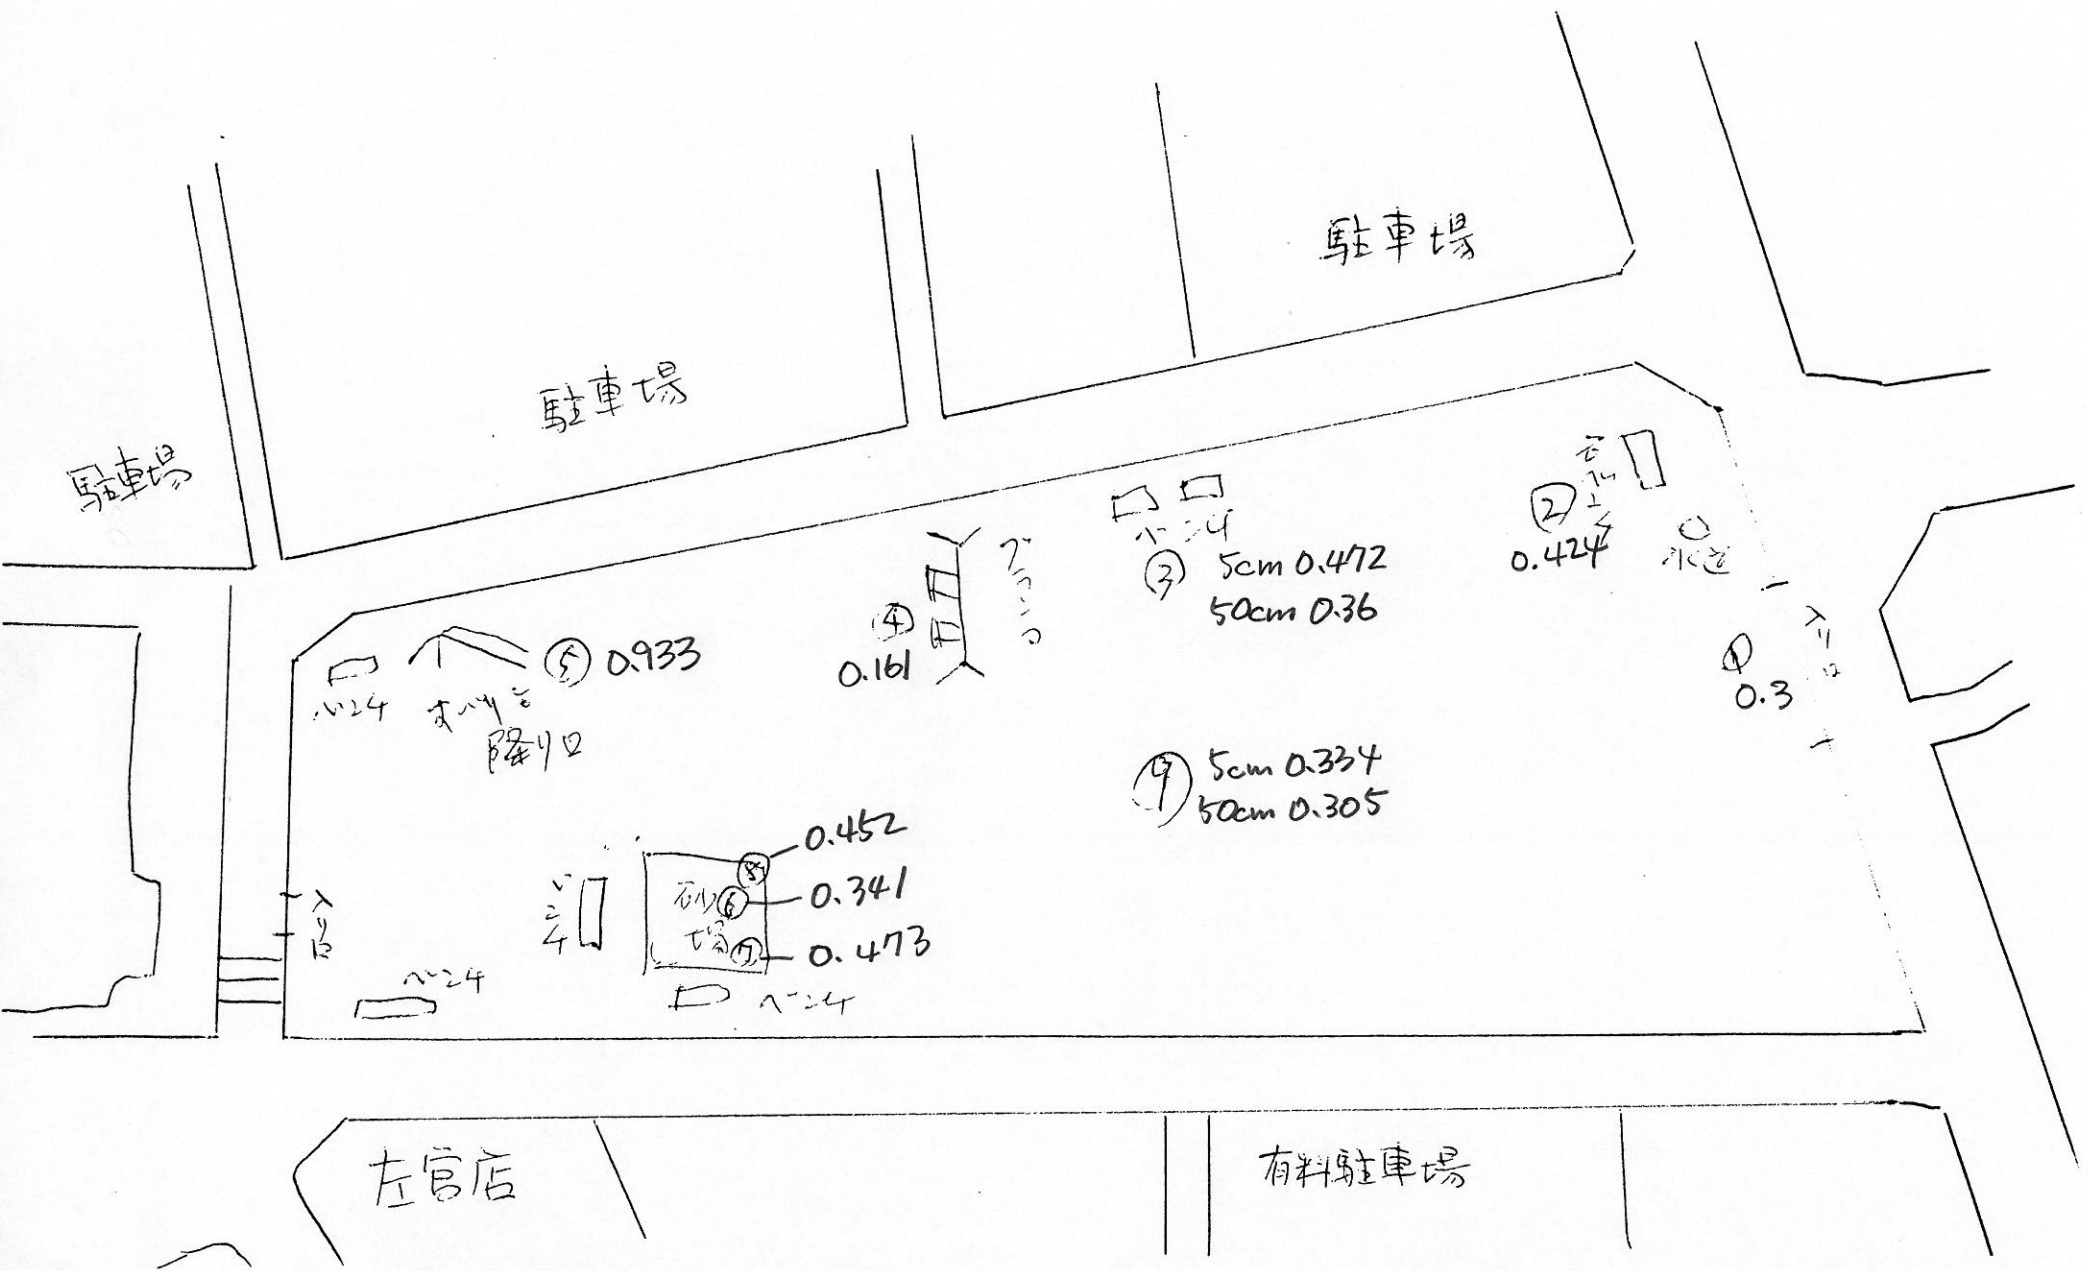 駐車場
駐車場
駐車場
②
0.424
水道
ベンチ
③ 5cm 0.472
50cm 0.36
ブランコ
④
0.161
入り口
①
0.3
⑤ 0.933
ベンチ
すべり台
降り口
⑨ 5cm 0.334
50cm 0.305
0.452
⑧
砂場
⑥ 0.341
⑦ 0.473
ベンチ
ベンチ
入り口
ベンチ
左官店
有料駐車場